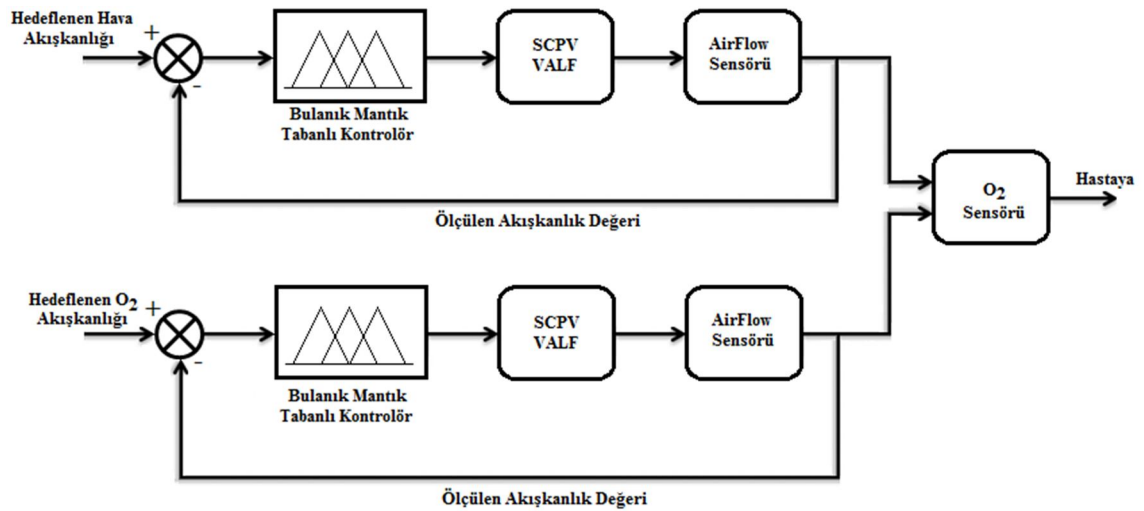 Hedeflenen Hava
Akışkanlığı
+
-
Bulanık Mantık
Tabanlı Kontrolör
SCPV
VALF
AirFlow
Sensörü
Ölçülen Akışkanlık Değeri
Hedeflenen O2
Akışkanlığı
+
-
Bulanık Mantık
Tabanlı Kontrolör
SCPV
VALF
AirFlow
Sensörü
Ölçülen Akışkanlık Değeri
O2
Sensörü
Hastaya